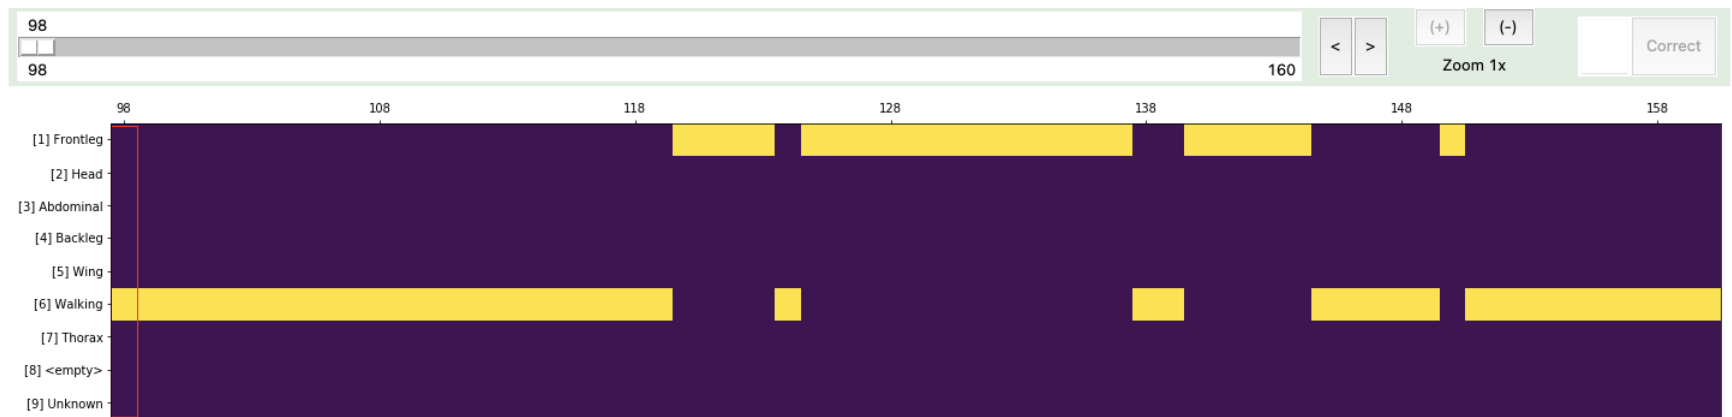 98
98 160
< >
(+) (-)
Zoom 1x
Correct
98 108 118 128 138 148 158
[1] Frontleg
[2] Head
[3] Abdominal
[4] Backleg
[5] Wing
[6] Walking
[7] Thorax
[8] <empty>
[9] Unknown